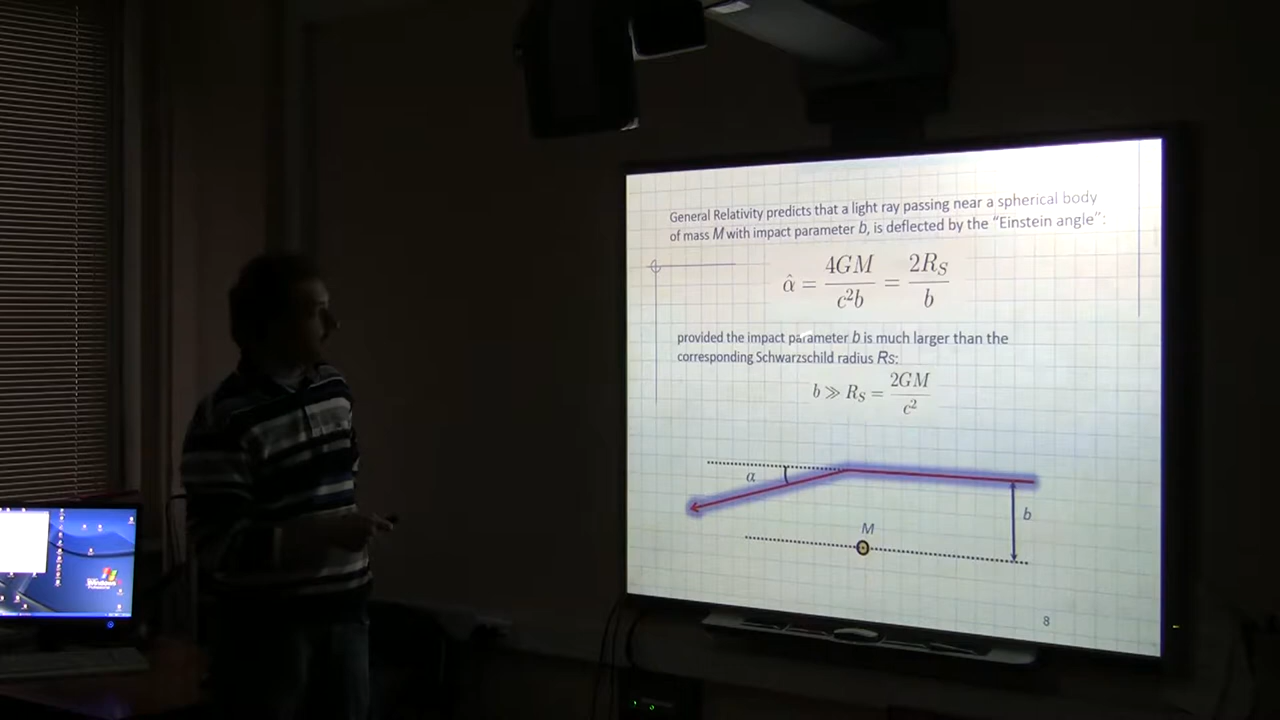 General Relativity predicts that a light ray passing near a spherical body
of mass M with impact parameter b, is deflected by the “Einstein angle”:
α̂ = 4GM/c²b = 2R_S/b
provided the impact parameter b is much larger than the
corresponding Schwarzschild radius Rs:
b ≫ R_S = 2GM/c²
α
b
M
8
Windows